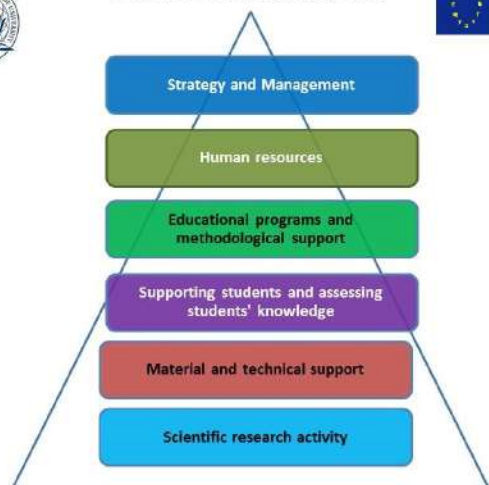 UNIVERSITY
Strategy and Management
Human resources
Educational programs and
methodological support
Supporting students and assessing
students' knowledge
Material and technical support
Scientific research activity